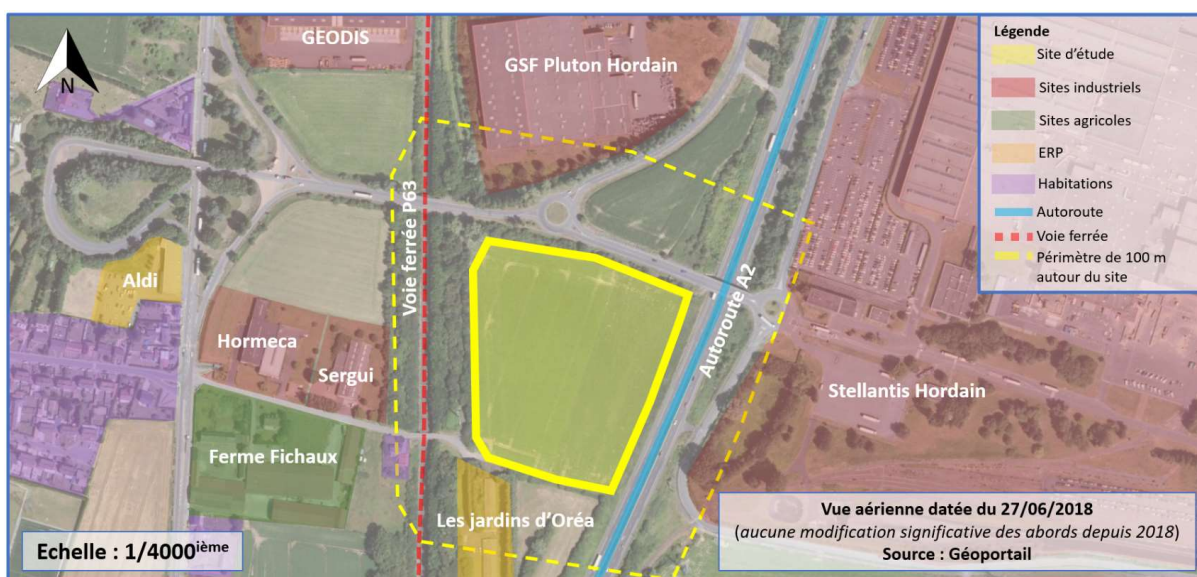 GEODIS
GSF Pluton Hordain
N
Aldi
Voie ferrée P63
Autoroute A2
Hormeca
Sergui
Stellantis Hordain
Ferme Fichaux
Les jardins d'Oréa
Echelle : 1/4000ième
Légende
Site d'étude
Sites industriels
Sites agricoles
ERP
Habitations
Autoroute
Voie ferrée
Périmètre de 100 m
autour du site
Vue aérienne datée du 27/06/2018
(aucune modification significative des abords depuis 2018)
Source : Géoportail